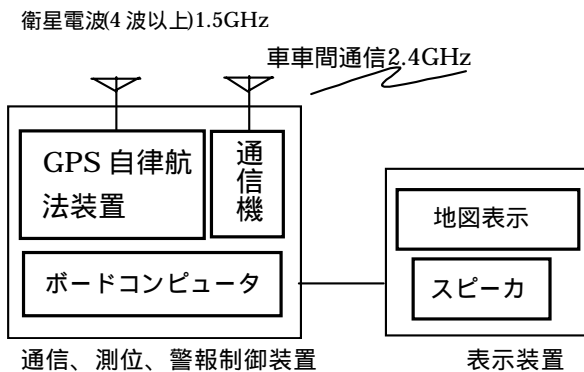 衛星電波(4 波以上)1.5GHz
車車間通信2.4GHz
GPS 自律航
法装置
通信機
地図表示
ボードコンピュータ
スピーカ
通信、測位、警報制御装置
表示装置